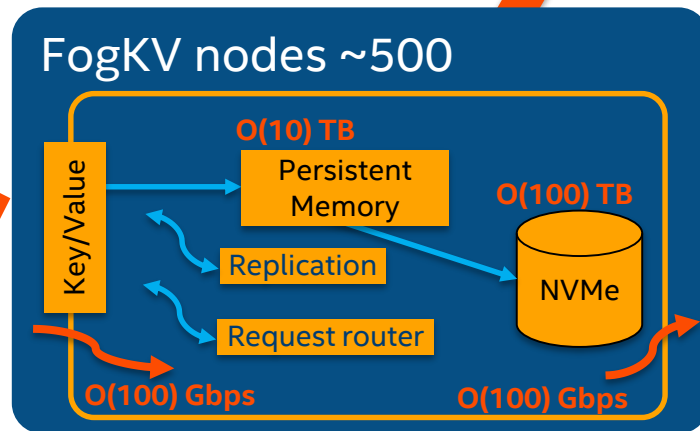 FogKV nodes ~500
O(10) TB
Key/Value
Persistent
Memory
O(100) TB
Replication
NVMe
Request router
O(100) Gbps
O(100) Gbps